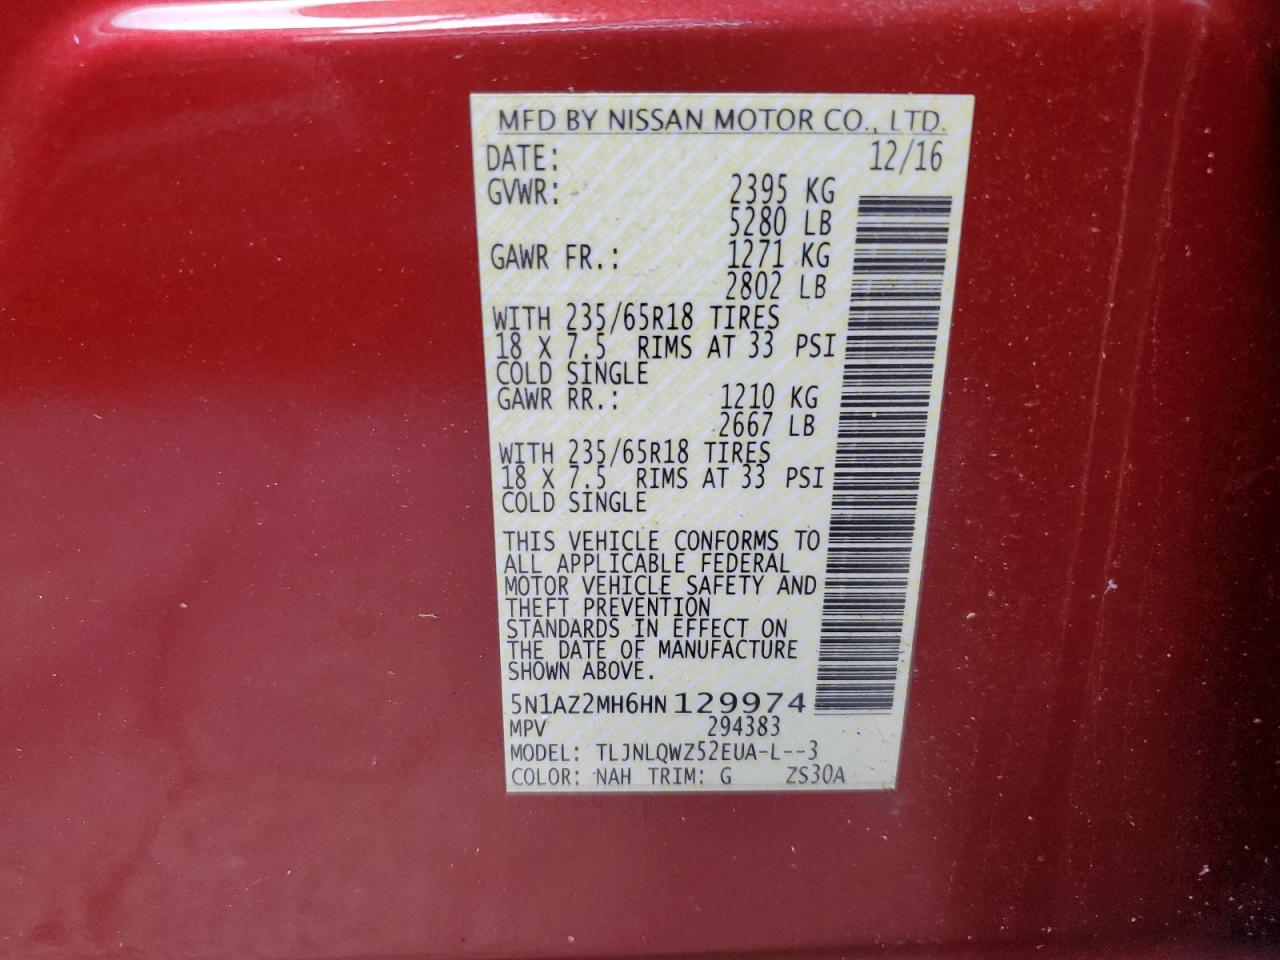 MFD BY NISSAN MOTOR CO., LTD.
DATE: 12/16
GVWR: 2395 KG
5280 LB
GAWR FR.: 1271 KG
2802 LB
WITH 235/65R18 TIRES
18 X 7.5 RIMS AT 33 PSI
COLD SINGLE
GAWR RR.: 1210 KG
2667 LB
WITH 235/65R18 TIRES
18 X 7.5 RIMS AT 33 PSI
COLD SINGLE
THIS VEHICLE CONFORMS TO
ALL APPLICABLE FEDERAL
MOTOR VEHICLE SAFETY AND
THEFT PREVENTION
STANDARDS IN EFFECT ON
THE DATE OF MANUFACTURE
SHOWN ABOVE.
5N1AZ2MH6HN129974
MPV 294383
MODEL: TLJNLQWZ52EUA-L--3
COLOR: NAH TRIM: G ZS30A